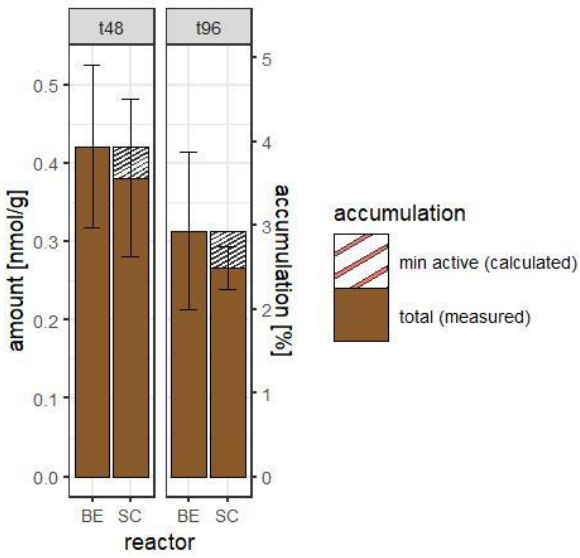 t48
t96
0.5
0.4
0.3
0.2
0.1
0.0
amount [nmol/g]
5
4
3
2
1
0
accumulation [%]
BE
SC
BE
SC
reactor
accumulation
min active (calculated)
total (measured)